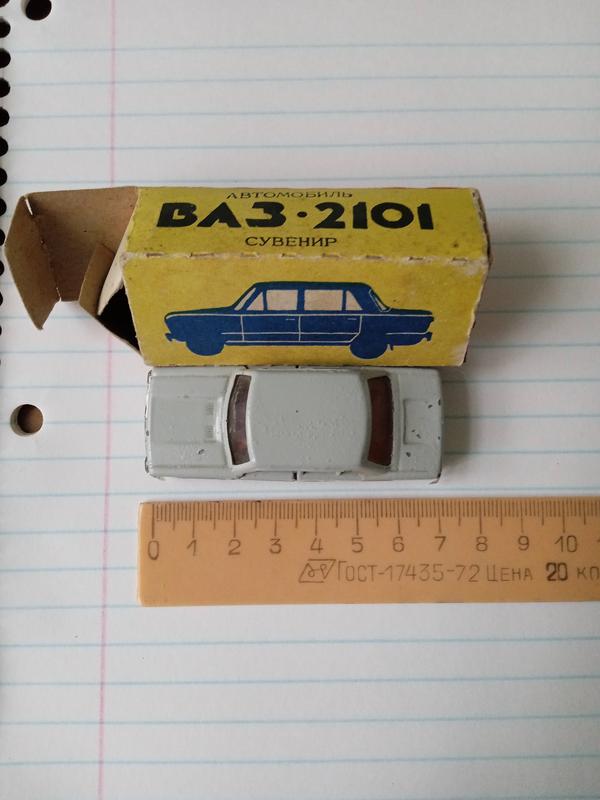 АВТОМОБИЛЬ
ВАЗ·2101
СУВЕНИР
0 1 2 3 4 5 6 7 8 9 10
ГОСТ-17435-72 ЦЕНА 20 КП